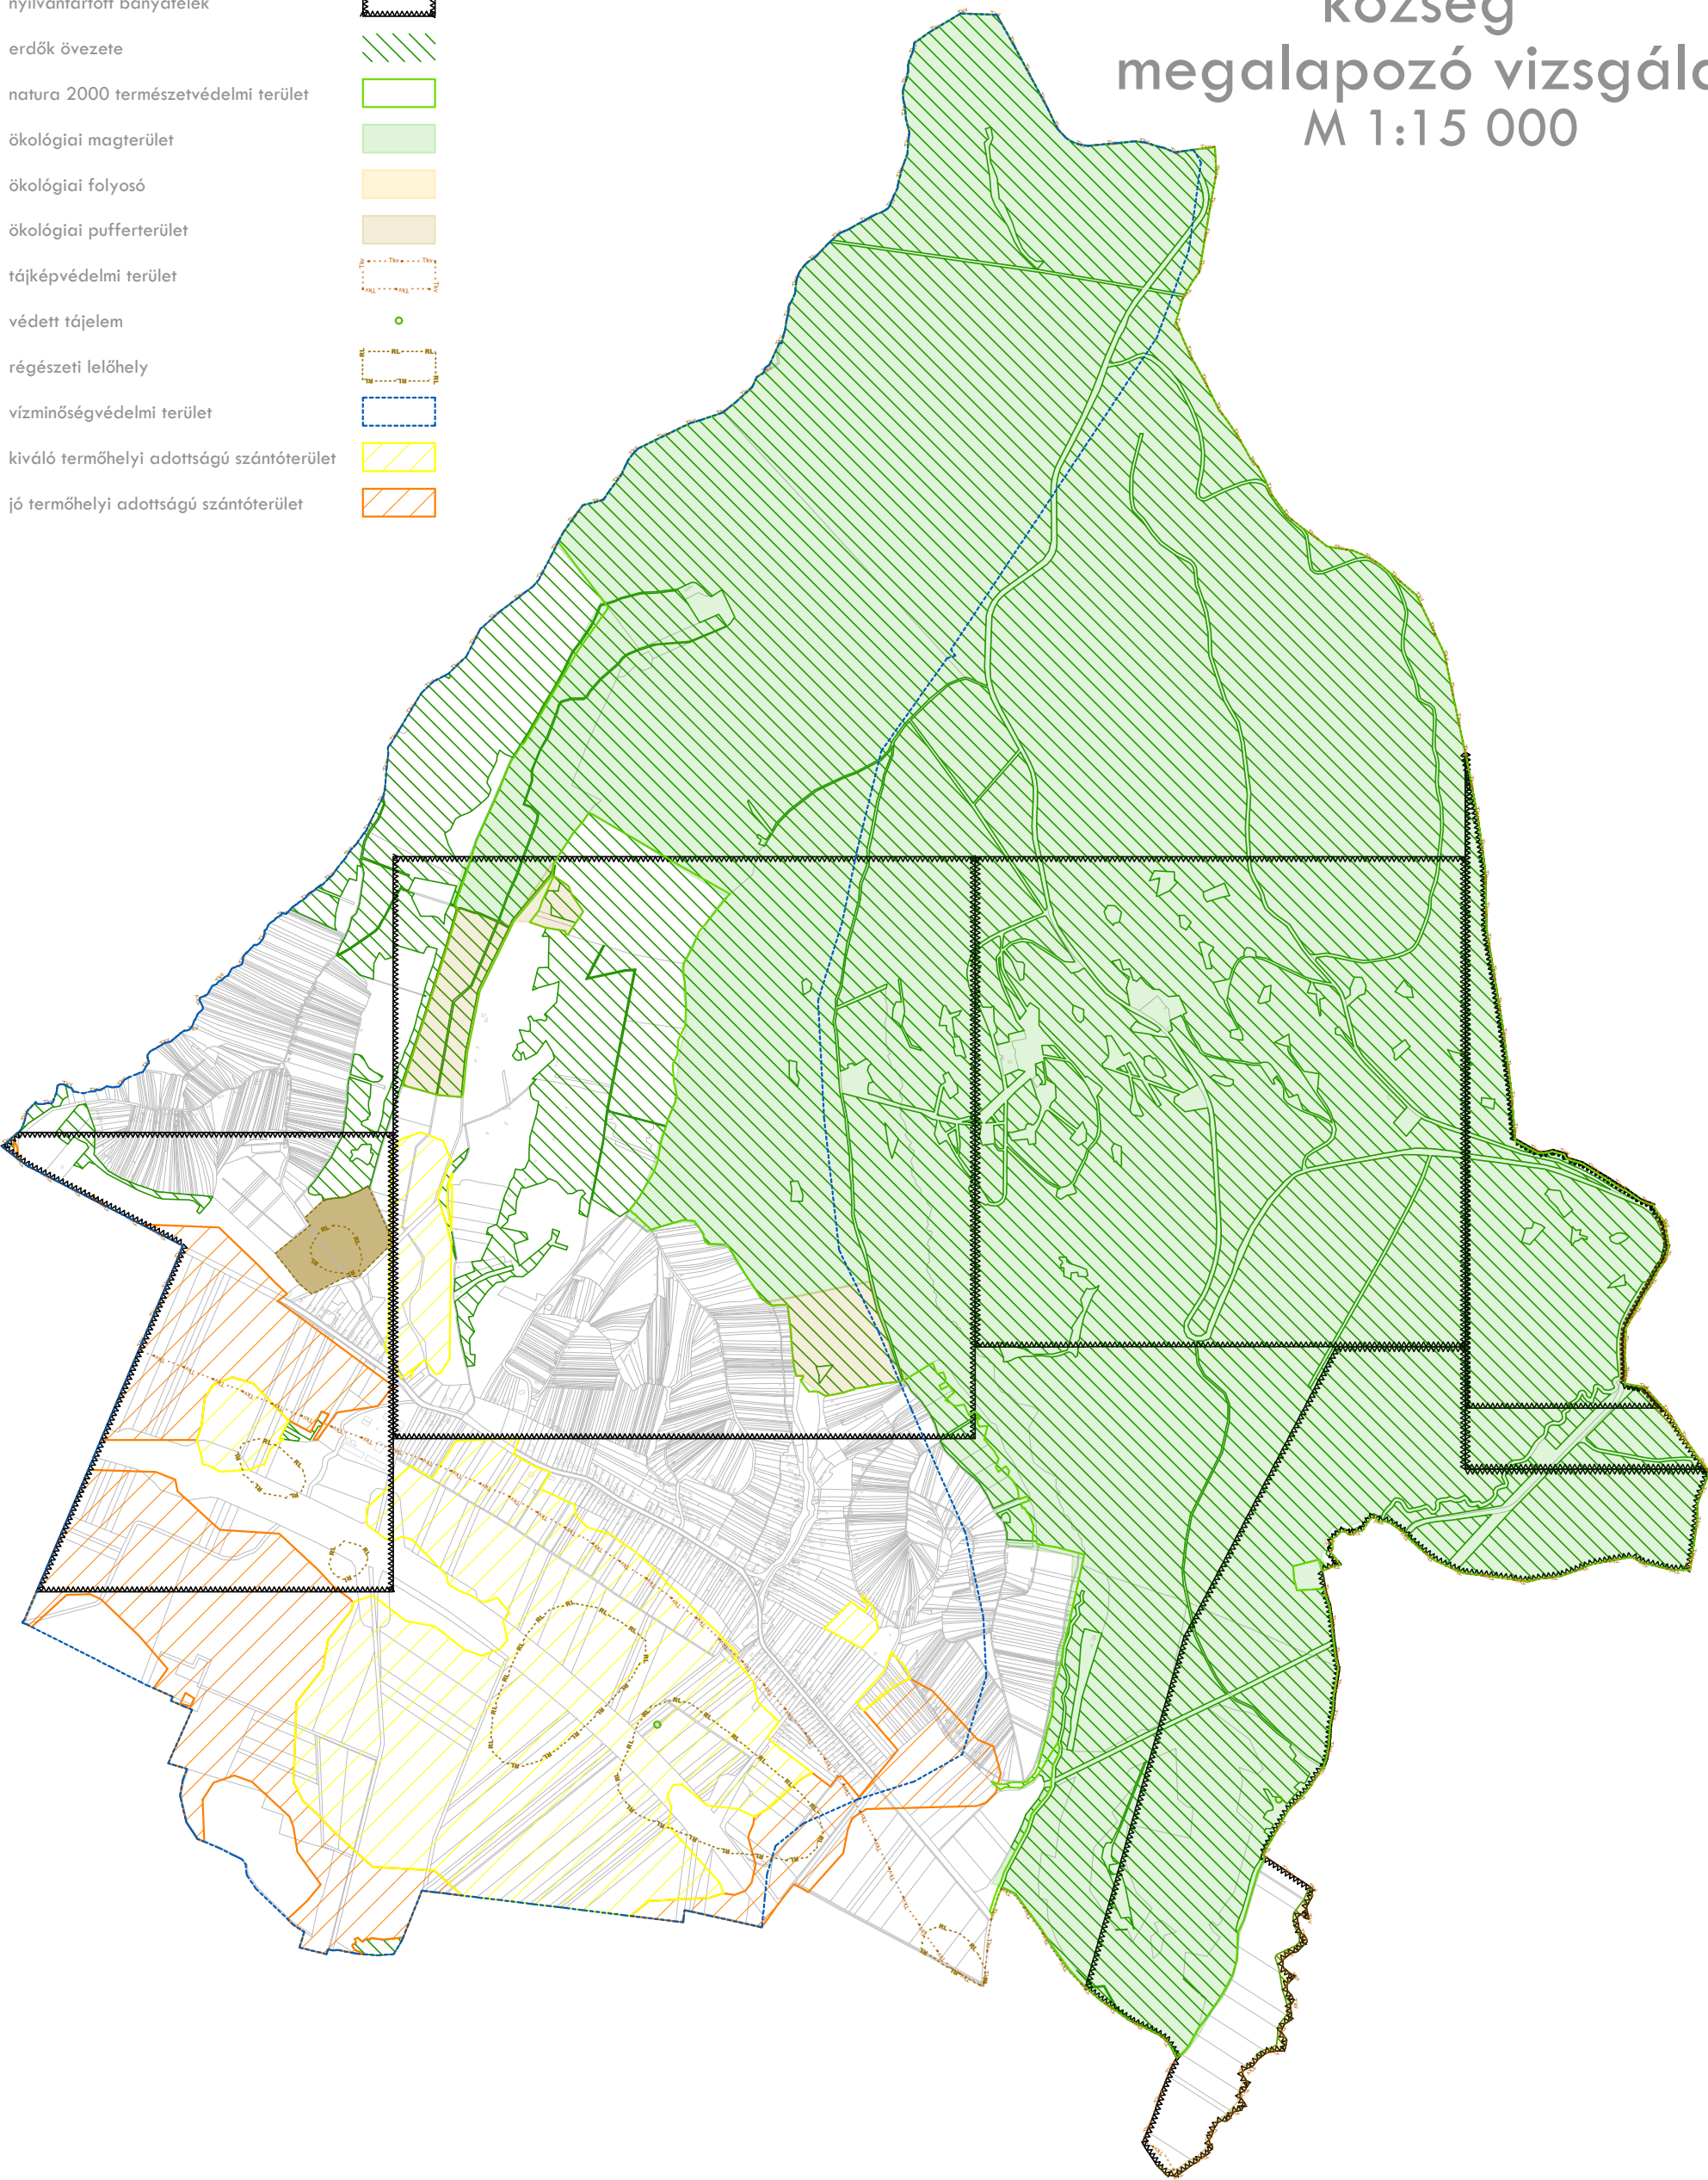 nyilvántartott bányatelek
erdők övezete
natura 2000 természetvédelmi terület
ökológiai magterület
ökológiai folyosó
ökológiai pufferterület
tájképvédelmi terület
védett tájelem
régészeti lelőhely
vízminőségvédelmi terület
kiváló termőhelyi adottságú szántóterület
jó termőhelyi adottságú szántóterület
község
megalapozó
M 1:15 000